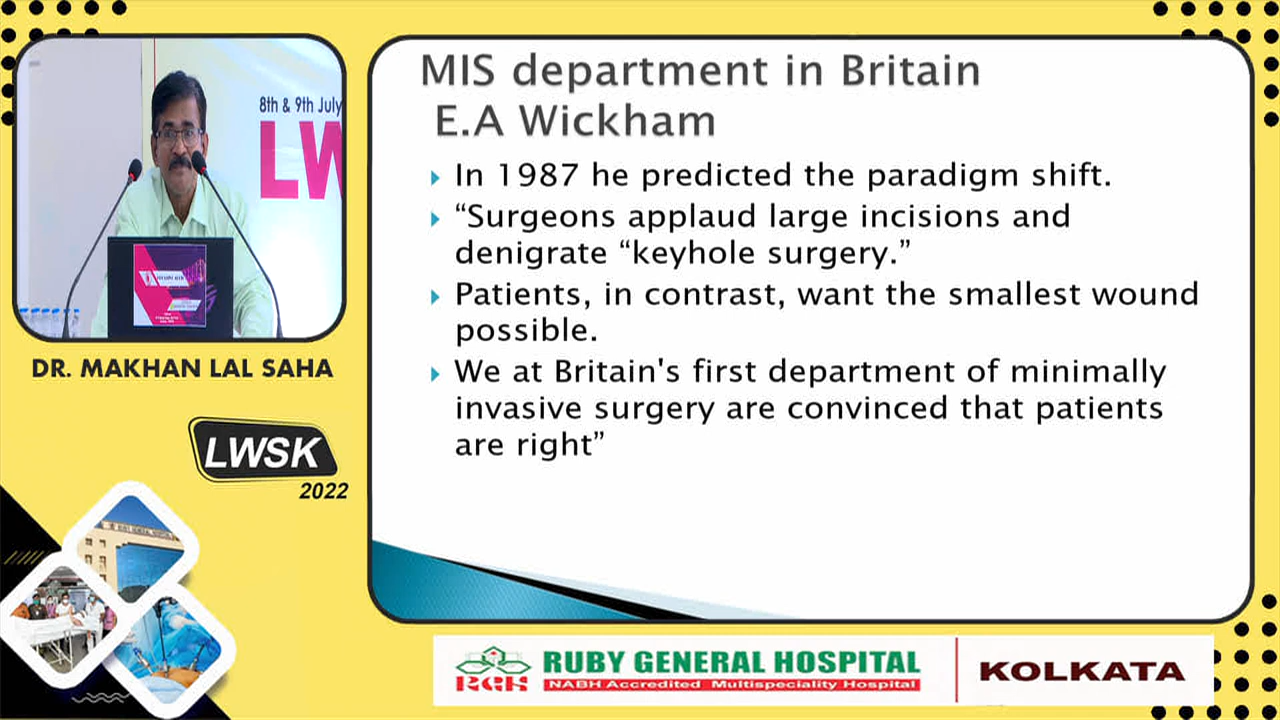 8th & 9th July
LW
DR. MAKHAN LAL SAHA
LWSK
2022
MIS department in Britain
E.A Wickham
In 1987 he predicted the paradigm shift.
“Surgeons applaud large incisions and
denigrate “keyhole surgery.”
Patients, in contrast, want the smallest wound
possible.
We at Britain's first department of minimally
invasive surgery are convinced that patients
are right”
RGH
RUBY GENERAL HOSPITAL
NABH Accredited Multispeciality Hospital
KOLKATA